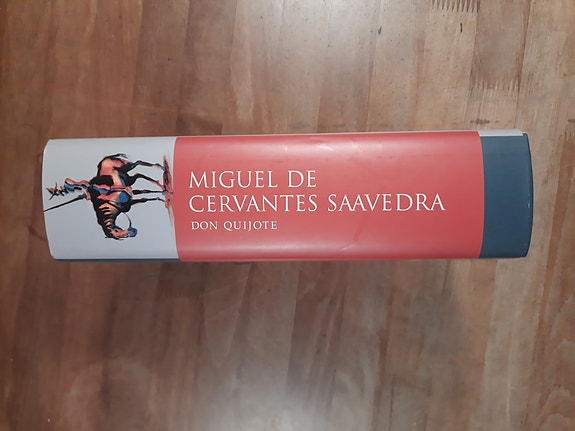 MIGUEL DE
CERVANTES SAAVEDRA
DON QUIJOTE